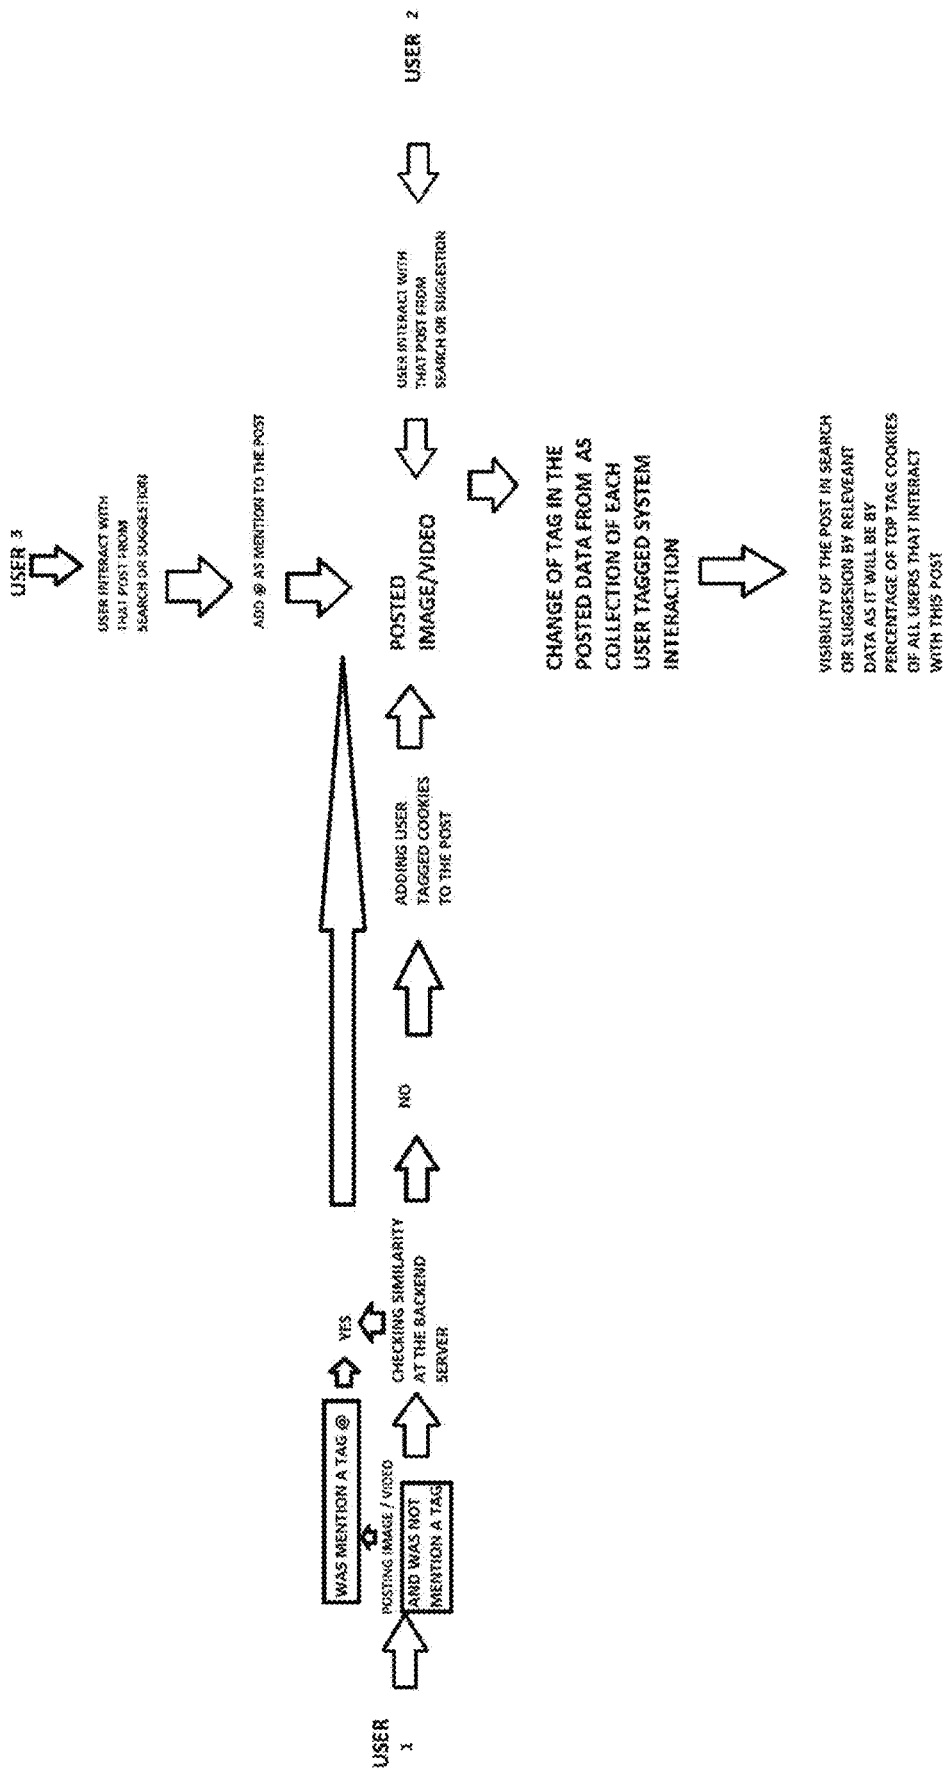 USER 3
USER INTERACT WITH
THAT POST FROM
SEARCH OR SUGGESTION
ADD @ AS MENTION TO THE POST
WAS MENTION A TAG @
YES
USER
1
POSTING IMAGE / VIDEO
AND WAS NOT
MENTION A TAG
CHECKING SIMILARITY
AT THE BACKEND
SERVER
NO
ADDING USER
TAGGED COOKIES
TO THE POST
POSTED
IMAGE/VIDEO
USER INTERACT WITH
THAT POST FROM
SEARCH OR SUGGESTION
USER 2
CHANGE OF TAG IN THE
POSTED DATA FROM AS
COLLECTION OF EACH
USER TAGGED SYSTEM
INTERACTION
VISIBILITY OF THE POST IN SEARCH
OR SUGGESION BY RELEVEANT
DATA AS IT WILL BE BY
PERCENTAGE OF TOP TAG COOKIES
OF ALL USERS THAT INTERACT
WITH THIS POST